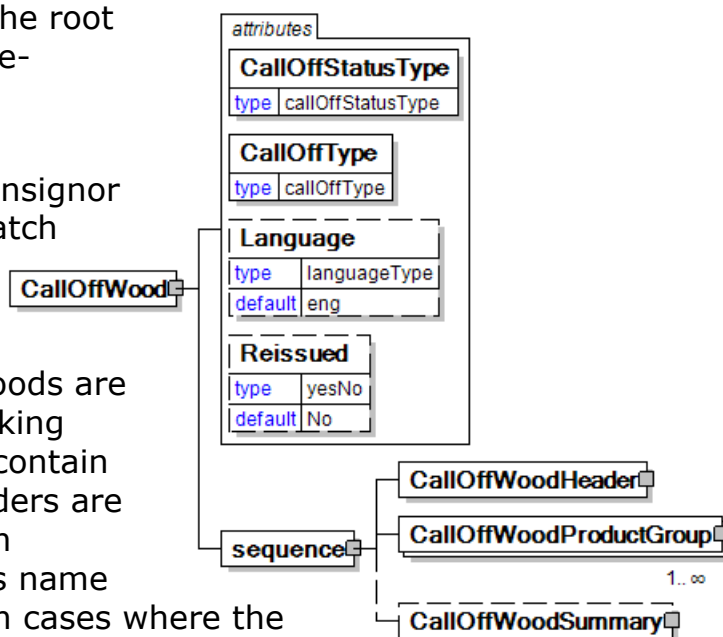 he root
e-
nsignor
atch
oods are
king
contain
ders are
n
s name
n cases where the
attributes
CallOffStatusType
type callOffStatusType
CallOffType
type callOffType
Language
type languageType
default eng
Reissued
type yesNo
default No
CallOffWood
sequence
CallOffWoodHeader
CallOffWoodProductGroup
1.. ∞
CallOffWoodSummary